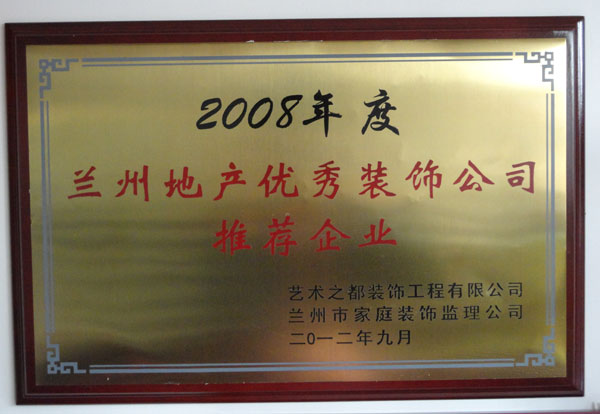 2008年度
兰州地产优秀装饰公司
推荐企业
艺术之都装饰工程有限公司
兰州市家庭装饰监理公司
二0一二年九月